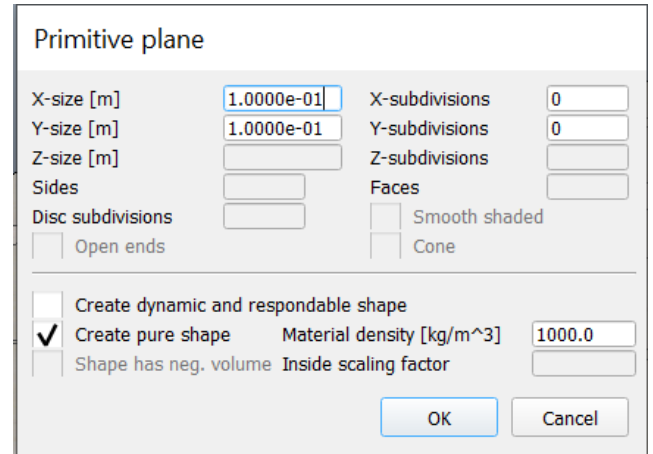 Primitive plane
X-size [m] 1.0000e-01 X-subdivisions 0
Y-size [m] 1.0000e-01 Y-subdivisions 0
Z-size [m] Z-subdivisions
Sides Faces
Disc subdivisions Smooth shaded
Open ends Cone
Create dynamic and respondable shape
Create pure shape Material density [kg/m^3] 1000.0
Shape has neg. volume Inside scaling factor
OK Cancel